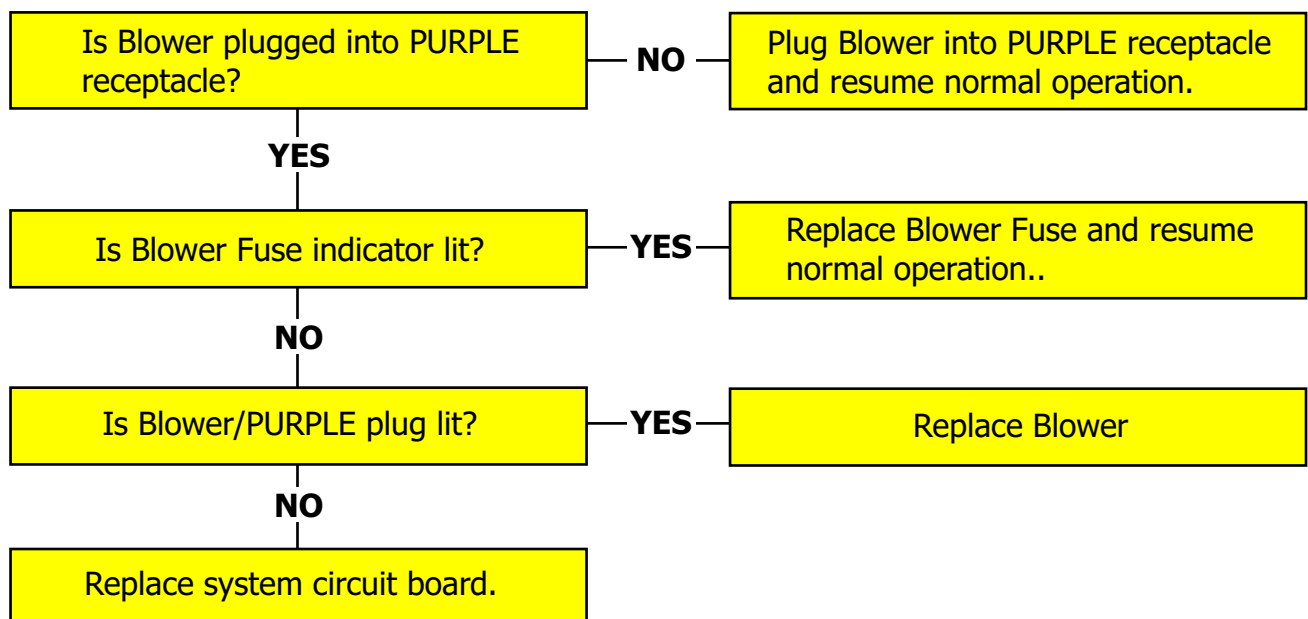 Is Blower plugged into PURPLE
receptacle?
NO
Plug Blower into PURPLE receptacle
and resume normal operation.
YES
Is Blower Fuse indicator lit?
YES
Replace Blower Fuse and resume
normal operation..
NO
Is Blower/PURPLE plug lit?
YES
Replace Blower
NO
Replace system circuit board.